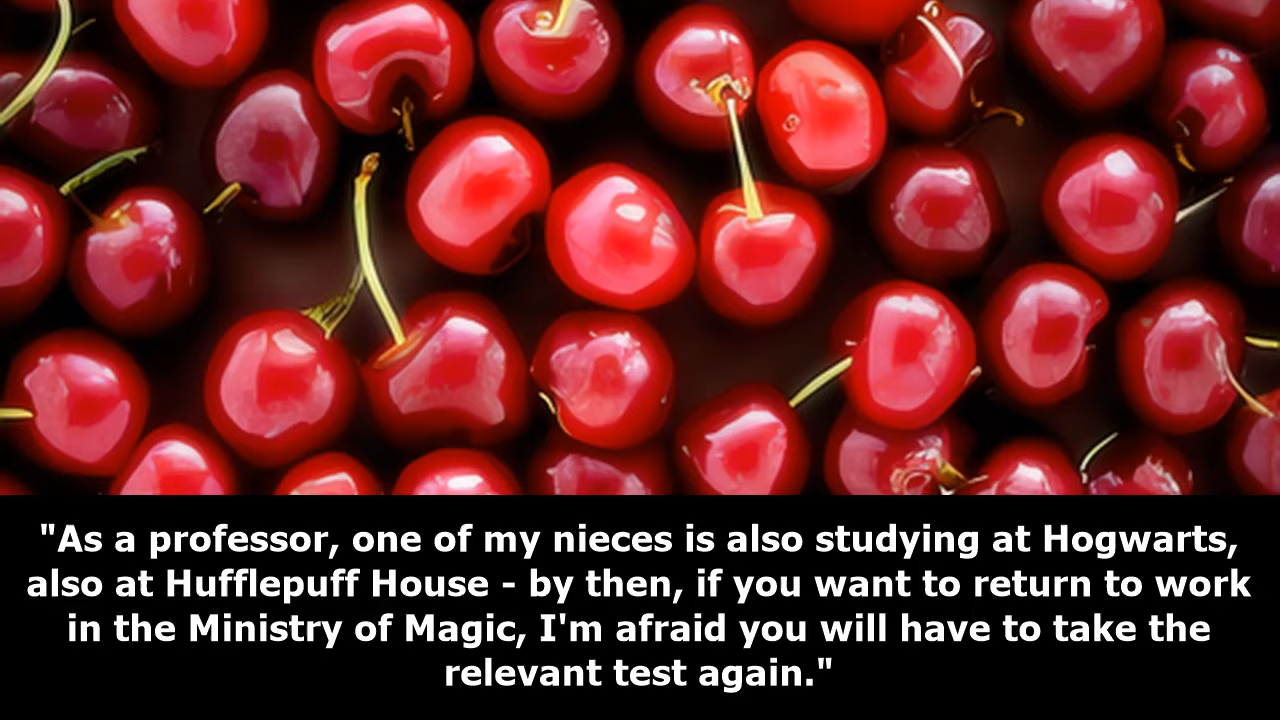 "As a professor, one of my nieces is also studying at Hogwarts,
also at Hufflepuff House - by then, if you want to return to work
in the Ministry of Magic, I'm afraid you will have to take the
relevant test again."